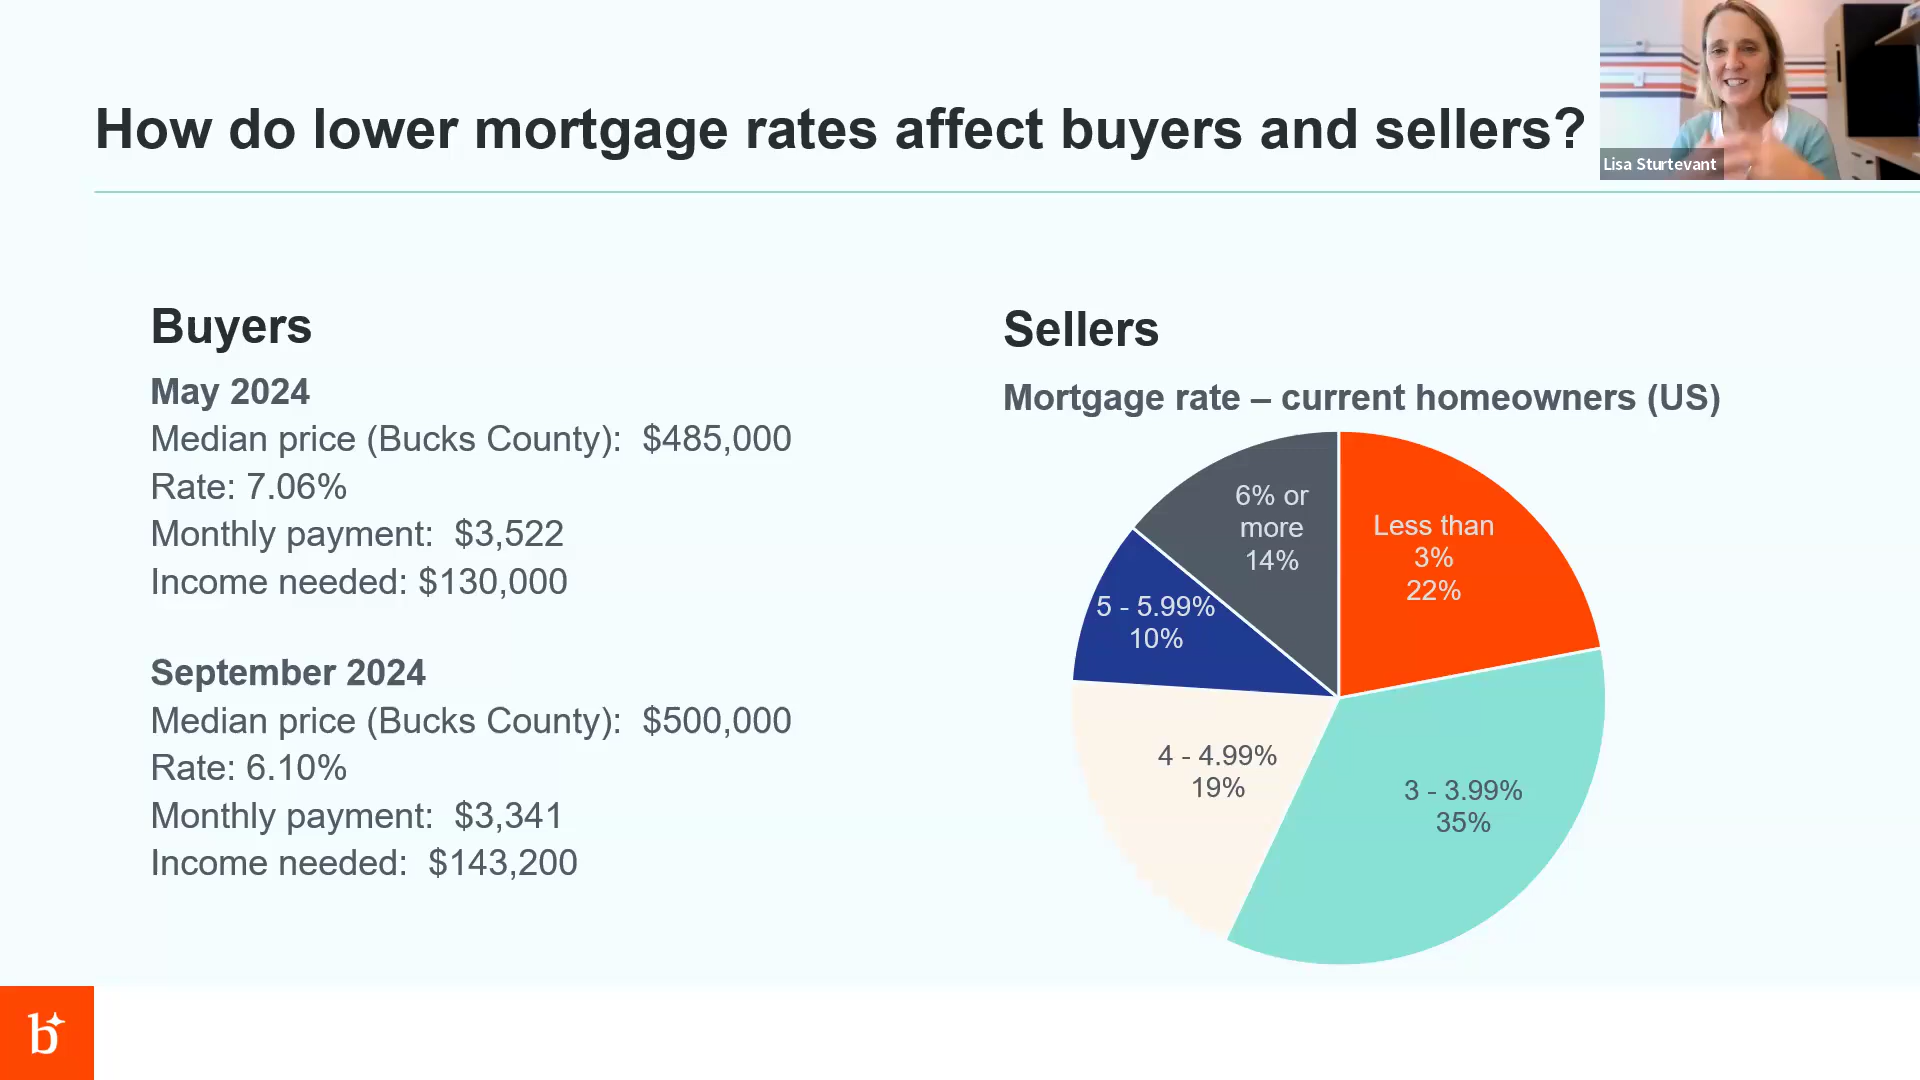 How do lower mortgage rates affect buyers and sellers?
Lisa Sturtevant
Buyers
May 2024
Median price (Bucks County):  $485,000
Rate: 7.06%
Monthly payment:  $3,522
Income needed: $130,000
September 2024
Median price (Bucks County):  $500,000
Rate: 6.10%
Monthly payment:  $3,341
Income needed:  $143,200
Sellers
Mortgage rate – current homeowners (US)
6% or
more
14%
Less than
3%
22%
5 - 5.99%
10%
4 - 4.99%
19%
3 - 3.99%
35%
b